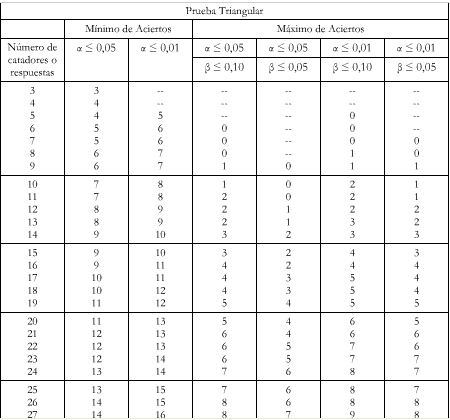 Prueba Triangular
Mínimo de Aciertos Máximo de Aciertos
Número de catadores o respuestas α ≤ 0,05 α ≤ 0,01 α ≤ 0,05 α ≤ 0,05 α ≤ 0,01 α ≤ 0,01
β ≤ 0,10 β ≤ 0,05 β ≤ 0,10 β ≤ 0,05
3 3 -- -- -- -- --
4 4 -- -- -- -- --
5 4 5 -- -- 0 --
6 5 6 0 -- 0 --
7 5 6 0 -- 0 0
8 6 7 0 -- 1 0
9 6 7 1 0 1 1
10 7 8 1 0 2 1
11 7 8 2 0 2 1
12 8 9 2 1 2 2
13 8 9 2 1 3 2
14 9 10 3 2 3 3
15 9 10 3 2 4 3
16 9 11 4 2 4 4
17 10 11 4 3 5 4
18 10 12 4 3 5 4
19 11 12 5 4 5 5
20 11 13 5 4 6 5
21 12 13 6 4 6 6
22 12 13 6 5 7 6
23 12 14 6 5 7 7
24 13 14 7 6 8 7
25 13 15 7 6 8 7
26 14 15 8 6 8 8
27 14 16 8 7 9 8